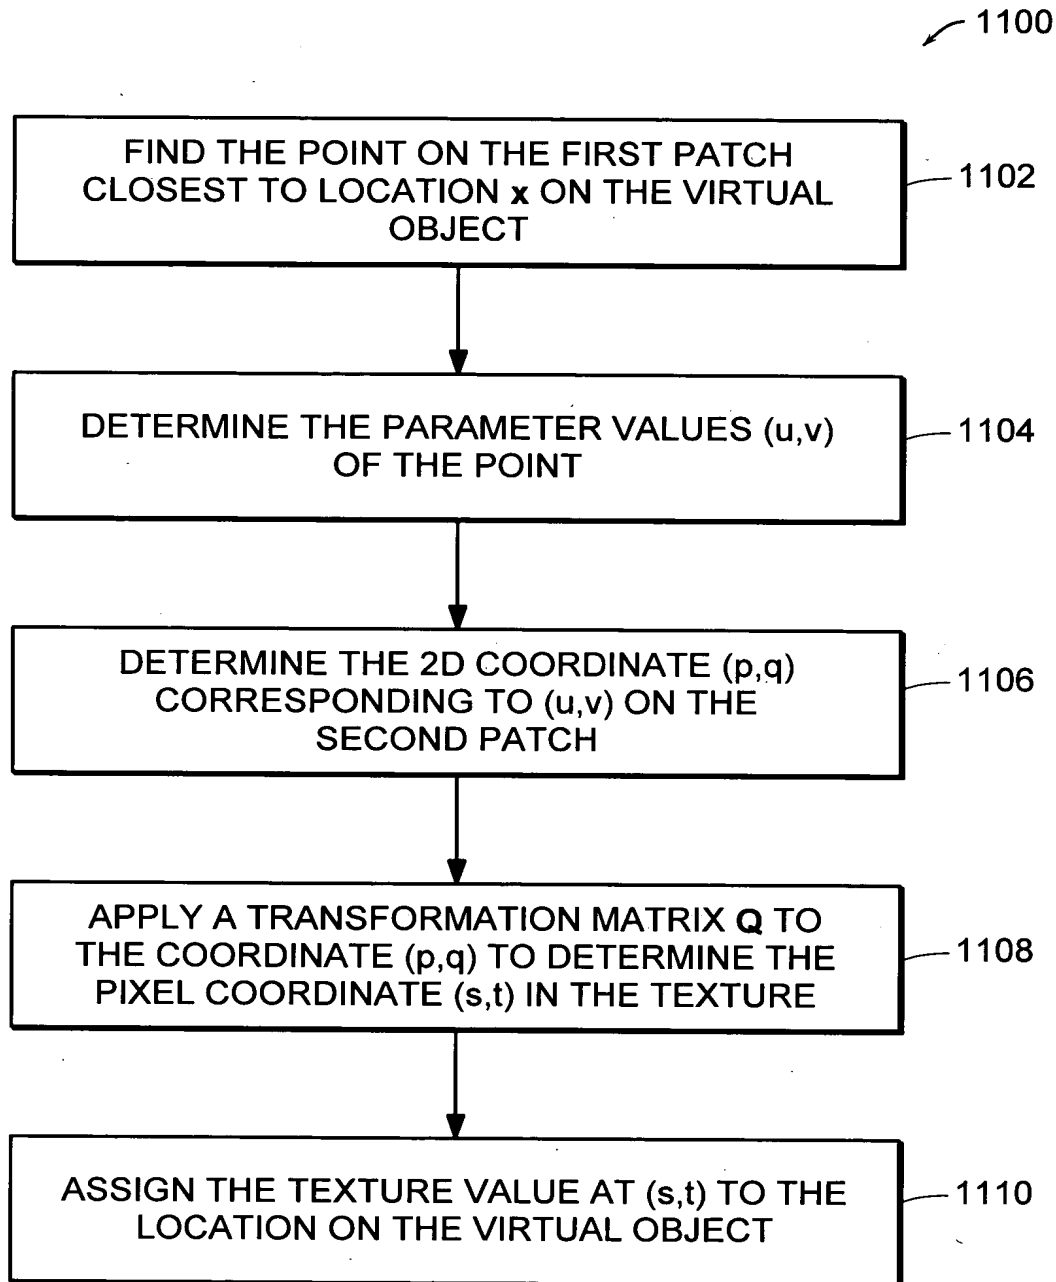 1100
FIND THE POINT ON THE FIRST PATCH
CLOSEST TO LOCATION x ON THE VIRTUAL
OBJECT
1102
DETERMINE THE PARAMETER VALUES (u,v)
OF THE POINT
1104
DETERMINE THE 2D COORDINATE (p,q)
CORRESPONDING TO (u,v) ON THE
SECOND PATCH
1106
APPLY A TRANSFORMATION MATRIX Q TO
THE COORDINATE (p,q) TO DETERMINE THE
PIXEL COORDINATE (s,t) IN THE TEXTURE
1108
ASSIGN THE TEXTURE VALUE AT (s,t) TO THE
LOCATION ON THE VIRTUAL OBJECT
1110